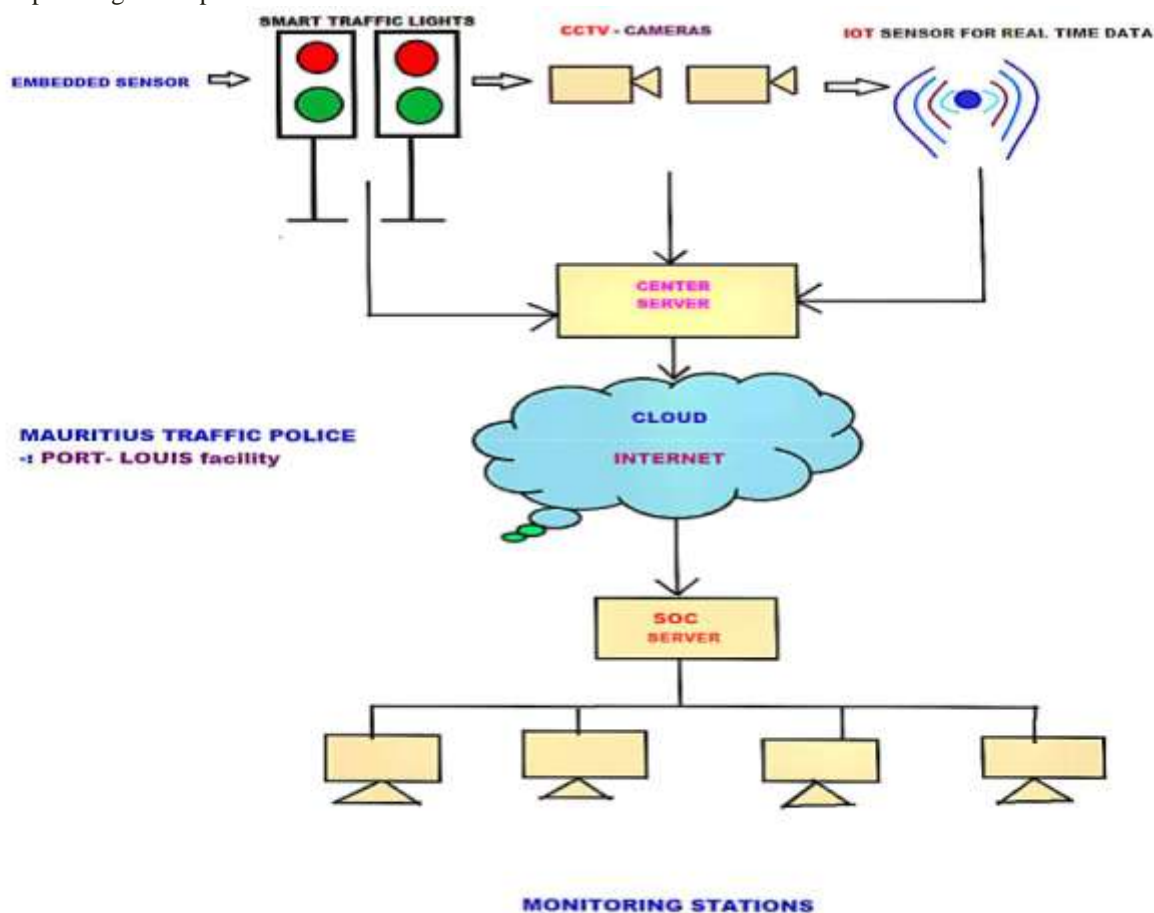 SMART TRAFFIC LIGHTS
CCTV - CAMERAS
IOT SENSOR FOR REAL TIME DATA
EMBEDDED SENSOR
CENTER
SERVER
CLOUD
INTERNET
MAURITIUS TRAFFIC POLICE
-: PORT- LOUIS facility
SOC
SERVER
MONITORING STATIONS